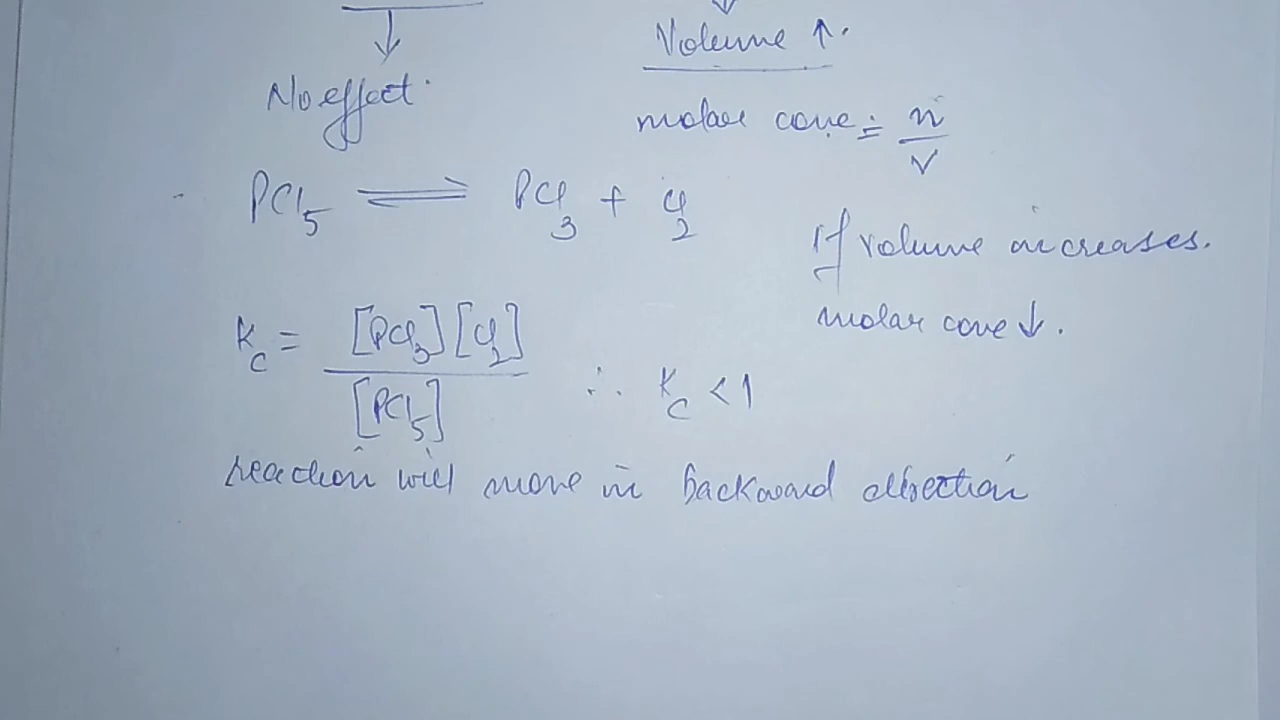 Volume ↑.
No effect.
molar conc. = n/V
PCl5 ⇌ PCl3 + Cl2
If volume increases.
molar conc ↓.
Kc = [PCl3][Cl2]/[PCl5] ∴ Kc < 1
reaction will move in backward direction